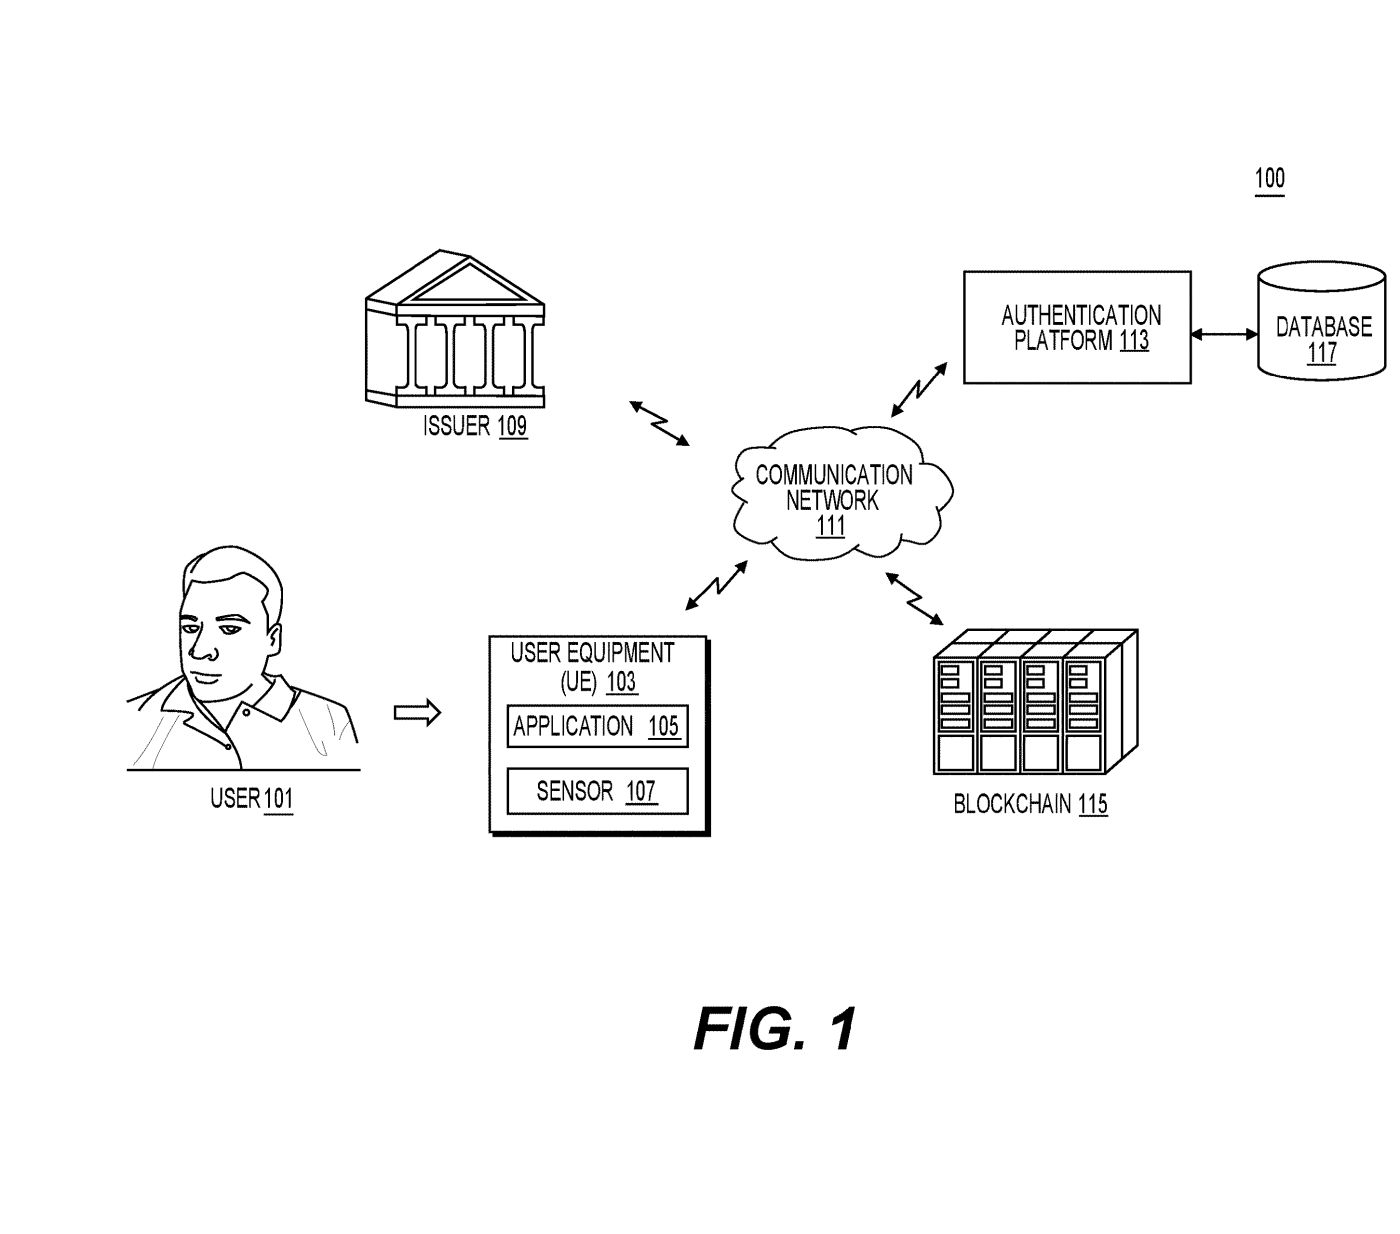 100
AUTHENTICATION
PLATFORM 113
DATABASE
117
ISSUER 109
COMMUNICATION
NETWORK
111
USER EQUIPMENT
(UE) 103
APPLICATION 105
SENSOR 107
USER 101
BLOCKCHAIN 115
FIG. 1